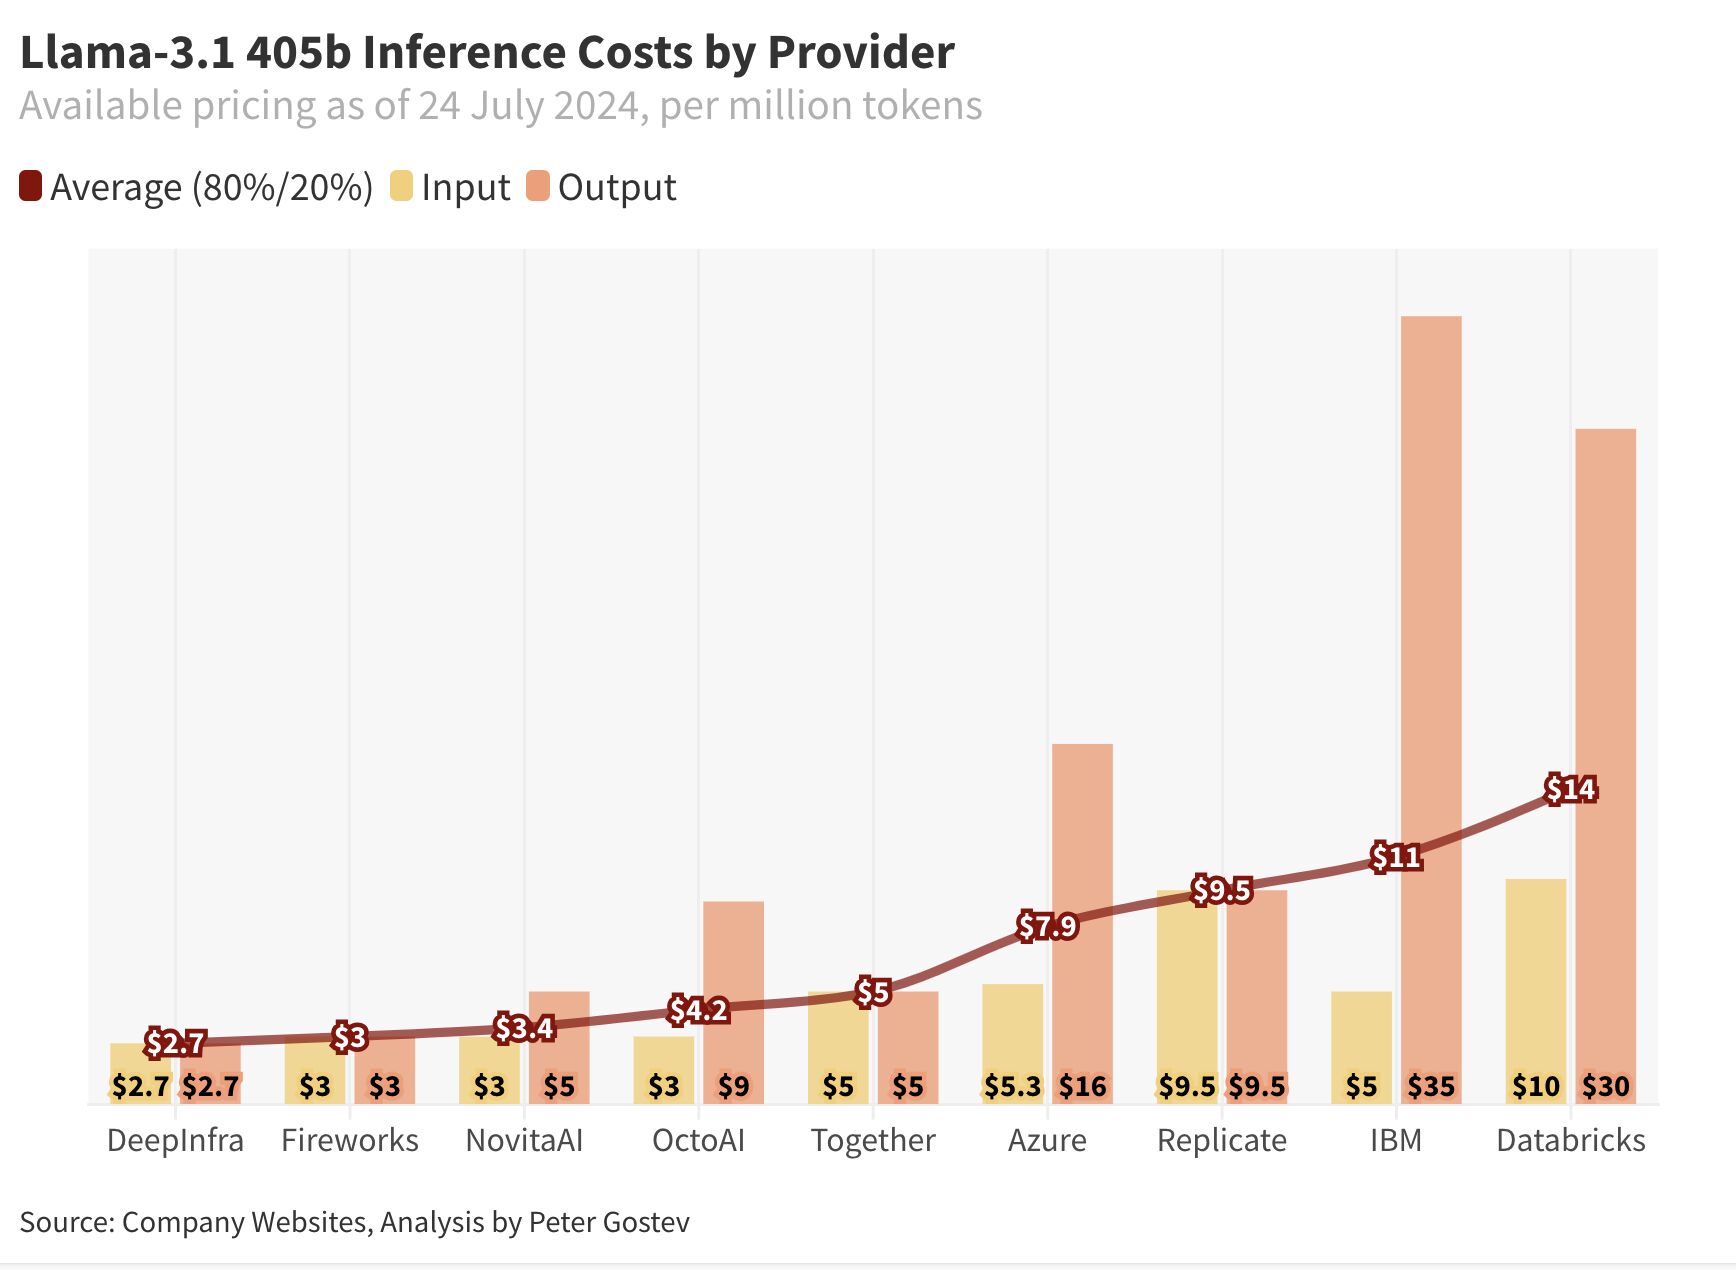 Llama-3.1 405b Inference Costs by Provider
Available pricing as of 24 July 2024, per million tokens
Average (80%/20%) Input Output
$14
$11
$9.5
$7.9
$5
$4.2
$3.4
$3
$2.7
$2.7 $2.7 $3 $3 $3 $5 $3 $9 $5 $5 $5.3 $16 $9.5 $9.5 $5 $35 $10 $30
DeepInfra Fireworks NovitaAI OctoAI Together Azure Replicate IBM Databricks
Source: Company Websites, Analysis by Peter Gostev